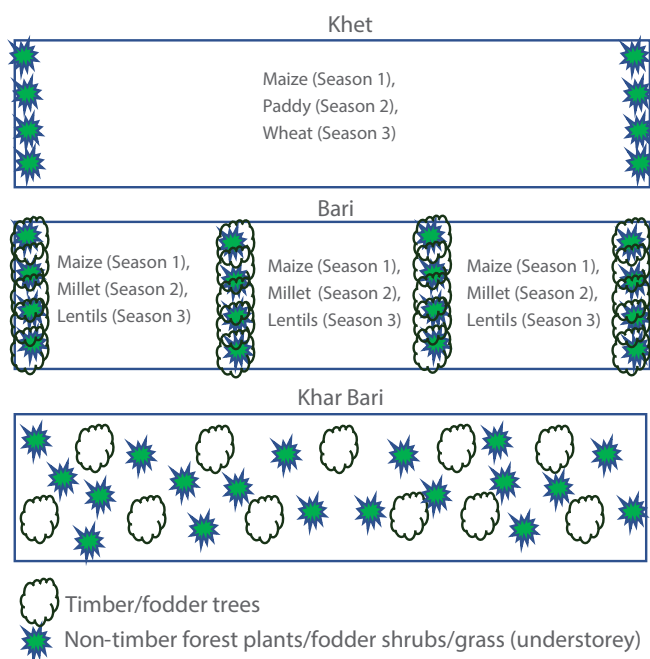 Khet
Maize (Season 1),
Paddy (Season 2),
Wheat (Season 3)
Bari
Maize (Season 1),
Millet (Season 2),
Lentils (Season 3)
Maize (Season 1),
Millet (Season 2),
Lentils (Season 3)
Maize (Season 1),
Millet (Season 2),
Lentils (Season 3)
Khar Bari
Timber/fodder trees
Non-timber forest plants/fodder shrubs/grass (understorey)